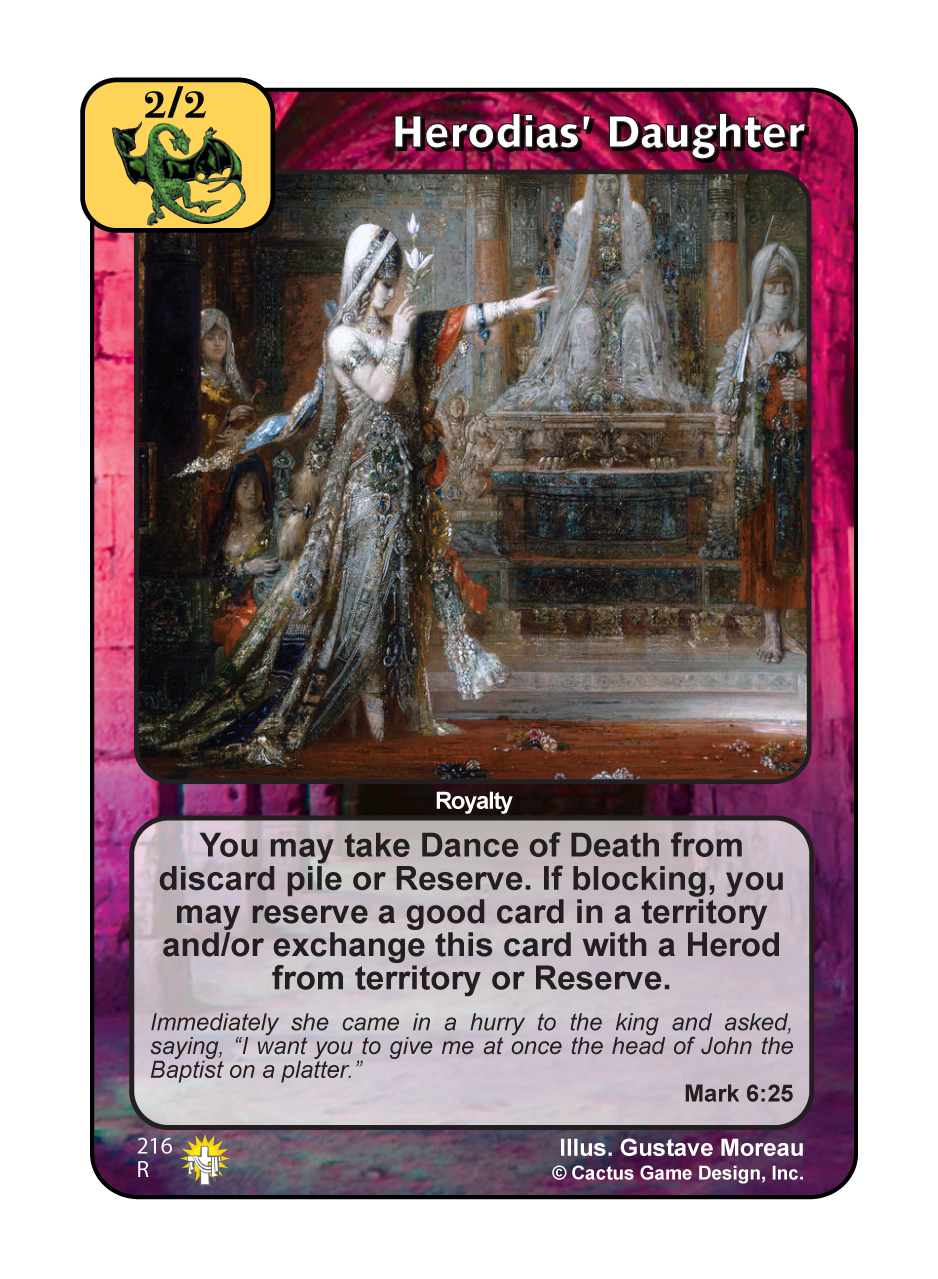 2/2
Herodias' Daughter
Royalty
You may take Dance of Death from
discard pile or Reserve. If blocking, you
may reserve a good card in a territory
and/or exchange this card with a Herod
from territory or Reserve.
Immediately she came in a hurry to the king and asked,
saying, “I want you to give me at once the head of John the
Baptist on a platter.”
Mark 6:25
216
R
Illus. Gustave Moreau
© Cactus Game Design, Inc.